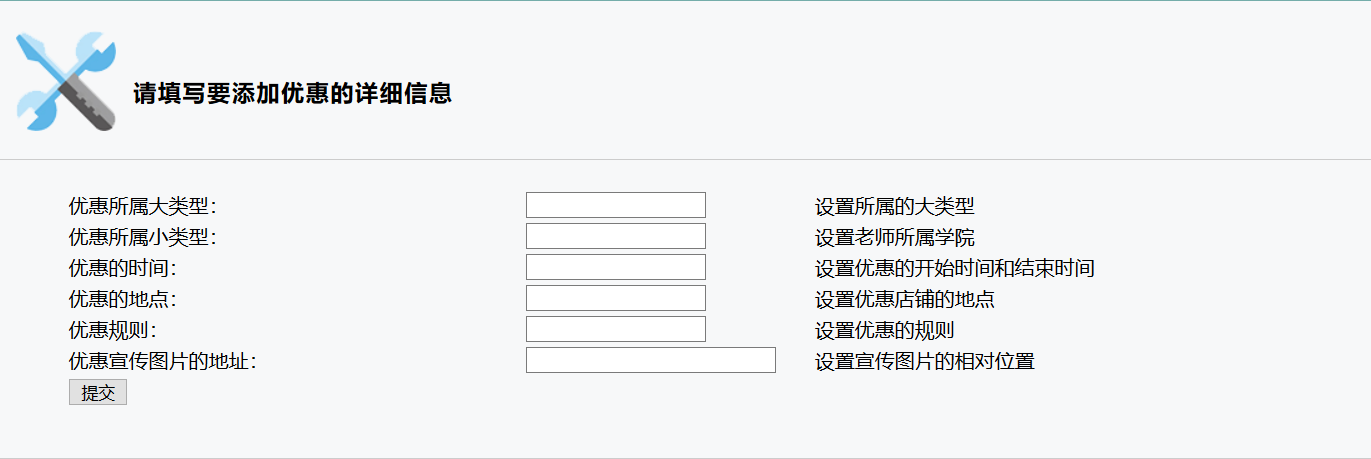 请填写要添加优惠的详细信息
优惠所属大类型： 设置所属的大类型
优惠所属小类型： 设置老师所属学院
优惠的时间： 设置优惠的开始时间和结束时间
优惠的地点： 设置优惠店铺的地点
优惠规则： 设置优惠的规则
优惠宣传图片的地址： 设置宣传图片的相对位置
提交